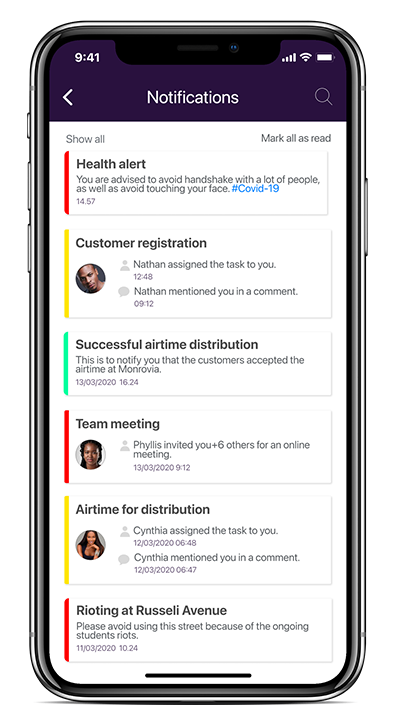 9:41
Notifications
Show all
Mark all as read
Health alert
You are advised to avoid handshake with a lot of people,
as well as avoid touching your face. #Covid-19
14.57
Customer registration
Nathan assigned the task to you.
12:48
Nathan mentioned you in a comment.
09:12
Successful airtime distribution
This is to notify you that the customers accepted the
airtime at Monrovia.
13/03/2020 16.24
Team meeting
Phyllis invited you+6 others for an online
meeting.
13/03/2020 9:12
Airtime for distribution
Cynthia assigned the task to you.
12/03/2020 06:48
Cynthia mentioned you in a comment.
12/03/2020 06:47
Rioting at Russeli Avenue
Please avoid using this street because of the ongoing
students riots.
11/03/2020 10.24